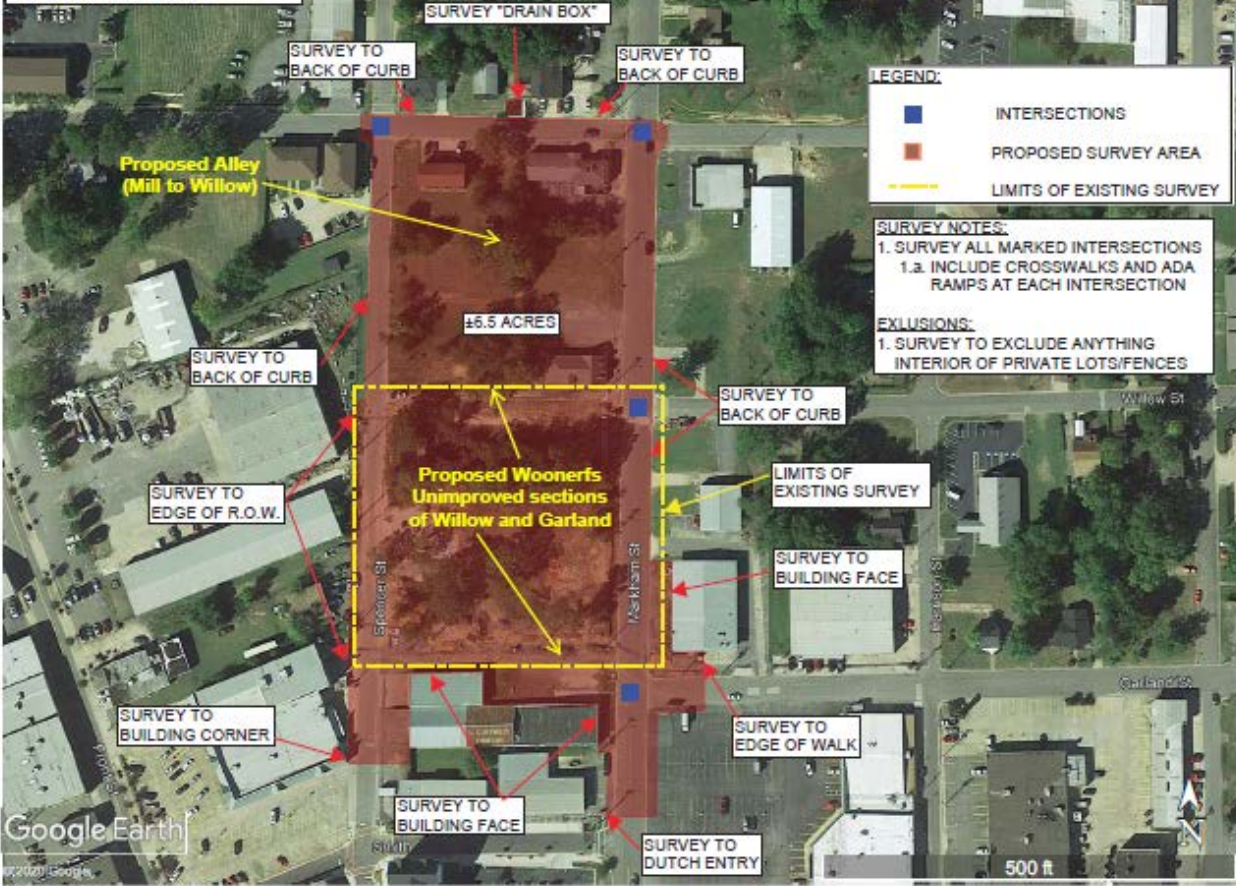 SURVEY "DRAIN BOX"
SURVEY TO
BACK OF CURB
SURVEY TO
BACK OF CURB
LEGEND:
INTERSECTIONS
PROPOSED SURVEY AREA
LIMITS OF EXISTING SURVEY
Proposed Alley
(Mill to Willow)
SURVEY NOTES:
1. SURVEY ALL MARKED INTERSECTIONS
1.a. INCLUDE CROSSWALKS AND ADA
RAMPS AT EACH INTERSECTION
EXLUSIONS:
1. SURVEY TO EXCLUDE ANYTHING
INTERIOR OF PRIVATE LOTS/FENCES
±6.5 ACRES
SURVEY TO
BACK OF CURB
SURVEY TO
BACK OF CURB
Willow St
Proposed Woonerfs
Unimproved sections
of Willow and Garland
LIMITS OF
EXISTING SURVEY
SURVEY TO
EDGE OF R.O.W.
SURVEY TO
BUILDING FACE
Spencer St
Markham St
Garland St
SURVEY TO
BUILDING CORNER
SURVEY TO
EDGE OF WALK
SURVEY TO
BUILDING FACE
SURVEY TO
DUTCH ENTRY
Google Earth
©2020 Google
South
N
500 ft